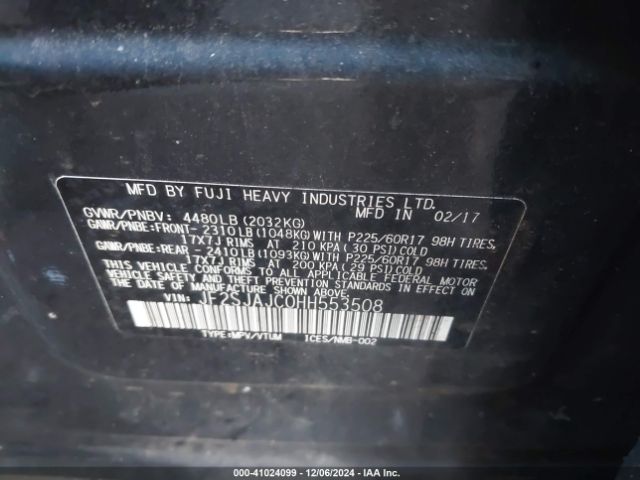 MFD BY FUJI HEAVY INDUSTRIES LTD.
GVWR/PNBV: 4480LB (2032KG) MFD IN 02/17
GAWR/PNBE:FRONT- 2310LB (1048KG) WITH P225/60R17 98H TIRES,
17X7J RIMS AT 210 KPA (30 PSI) COLD
GAWR/PNBE:REAR -2410LB (1093KG) WITH P225/60R17 98H TIRES,
17X7J RIMS AT 200 KPA (29 PSI) COLD
THIS VEHICLE CONFORMS TO ALL APPLICABLE FEDERAL MOTOR
VEHICLE SAFETY AND THEFT PREVENTION STANDARDS IN EFFECT ON
THE DATE OF MANUFACTURE SHOWN ABOVE.
VIN: JF2SJAJC0HH553508
TYPE:MPV/VTUM ICES/NMB-002
000-41024099 - 12/06/2024 - IAA Inc.